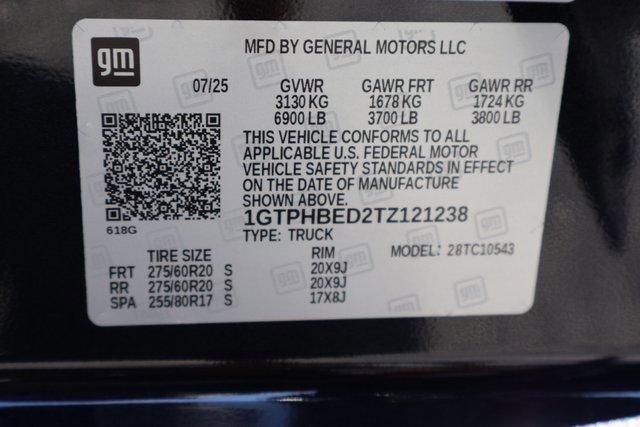 gm
MFD BY GENERAL MOTORS LLC
07/25 GVWR GAWR FRT GAWR RR
3130 KG 1678 KG 1724 KG
6900 LB 3700 LB 3800 LB
THIS VEHICLE CONFORMS TO ALL
APPLICABLE U.S. FEDERAL MOTOR
VEHICLE SAFETY STANDARDS IN EFFECT
ON THE DATE OF MANUFACTURE
SHOWN ABOVE.
618G
1GTPHBED2TZ121238
TYPE: TRUCK MODEL: 28TC10543
TIRE SIZE RIM
FRT 275/60R20 S 20X9J
RR 275/60R20 S 20X9J
SPA 255/80R17 S 17X8J